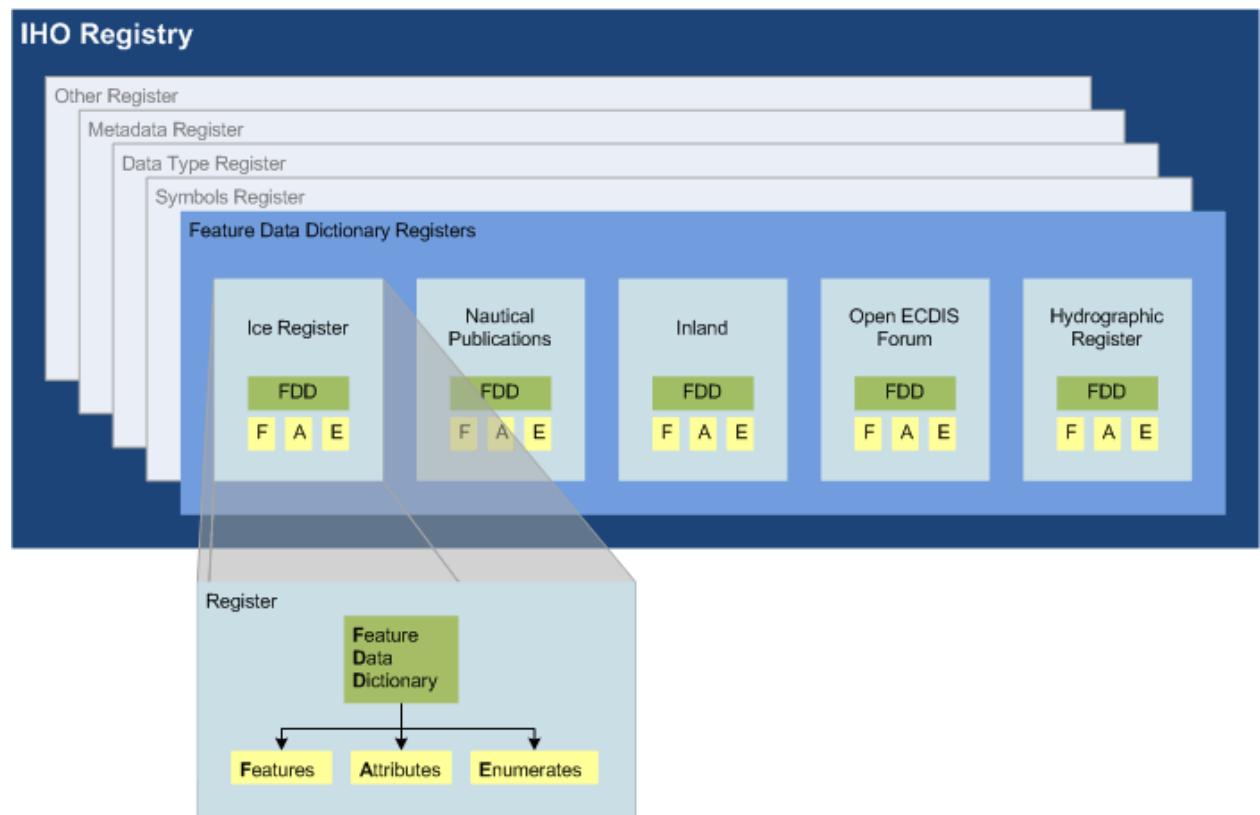 IHO Registry
Other Register
Metadata Register
Data Type Register
Symbols Register
Feature Data Dictionary Registers
Ice Register
FDD
F A E
Nautical
Publications
FDD
F A E
Inland
FDD
F A E
Open ECDIS
Forum
FDD
F A E
Hydrographic
Register
FDD
F A E
Register
Feature
Data
Dictionary
Features
Attributes
Enumerates